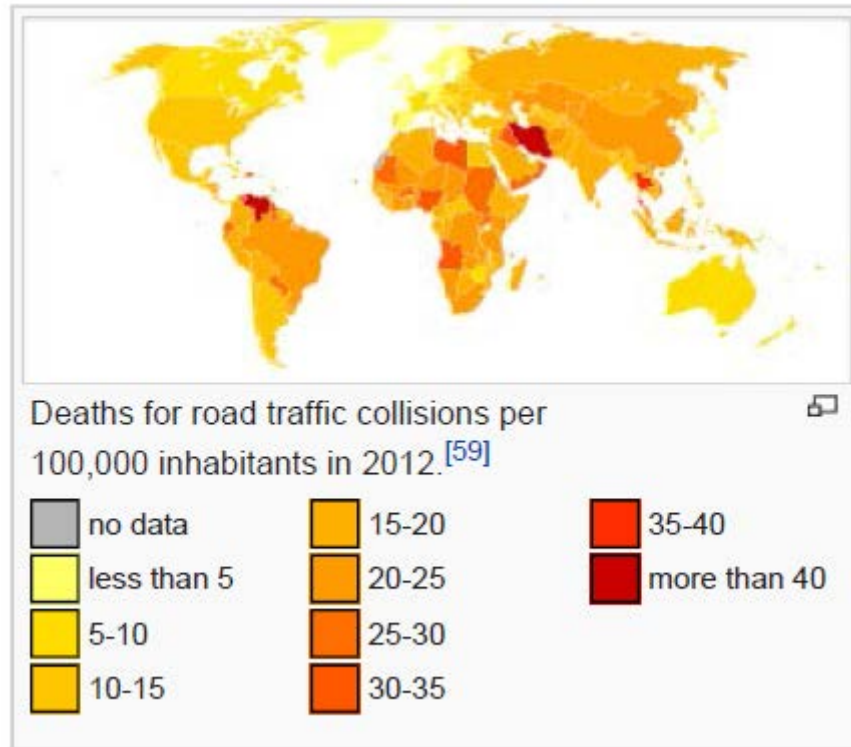 Deaths for road traffic collisions per
100,000 inhabitants in 2012.[59]
no data
less than 5
5-10
10-15
15-20
20-25
25-30
30-35
35-40
more than 40